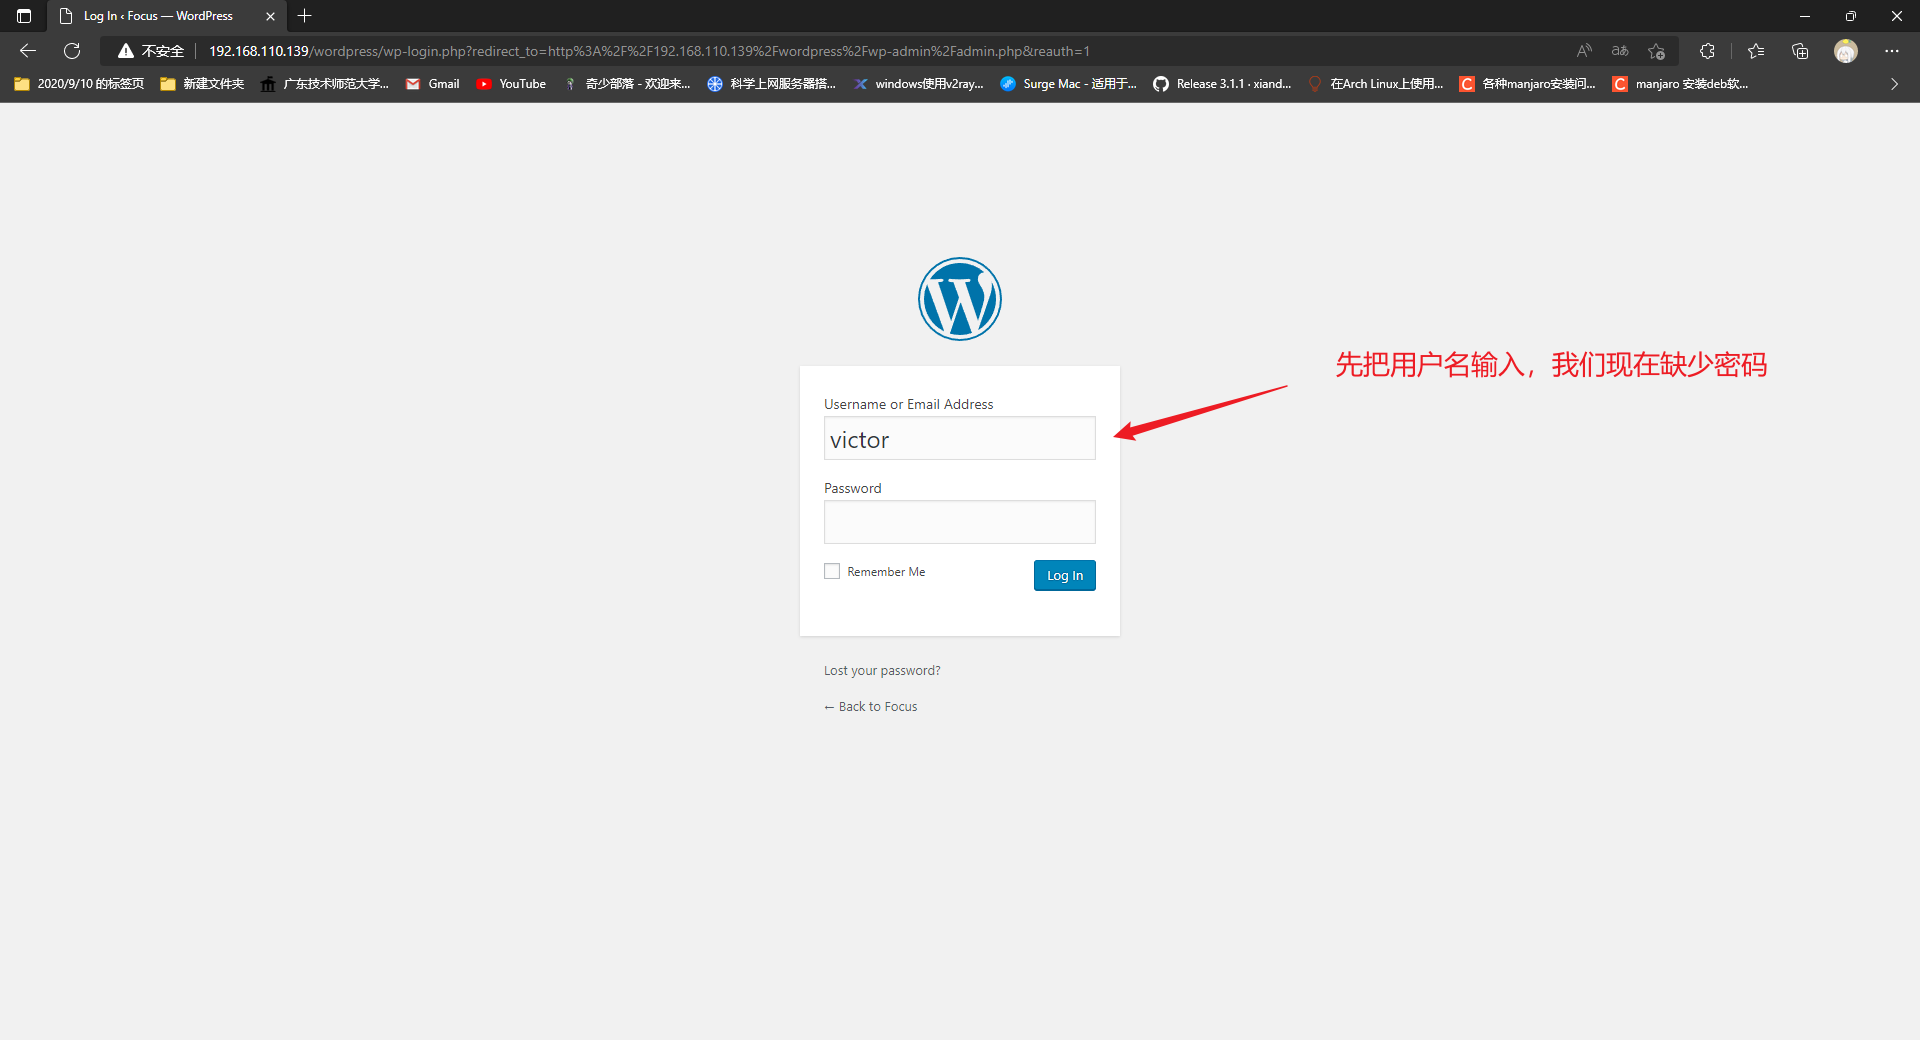 Log In ‹ Focus — WordPress
不安全
192.168.110.139/wordpress/wp-login.php?redirect_to=http%3A%2F%2F192.168.110.139%2Fwordpress%2Fwp-admin%2Fadmin.php&reauth=1
2020/9/10 的标签页
新建文件夹
广东技术师范大学...
Gmail
YouTube
奇少部落 - 欢迎来...
科学上网服务器搭...
windows使用v2ray...
Surge Mac - 适用于...
Release 3.1.1 · xiand...
在Arch Linux上使用...
各种manjaro安装问...
manjaro 安装deb软...
先把用户名输入，我们现在缺少密码
Username or Email Address
victor
Password
Remember Me
Log In
Lost your password?
← Back to Focus